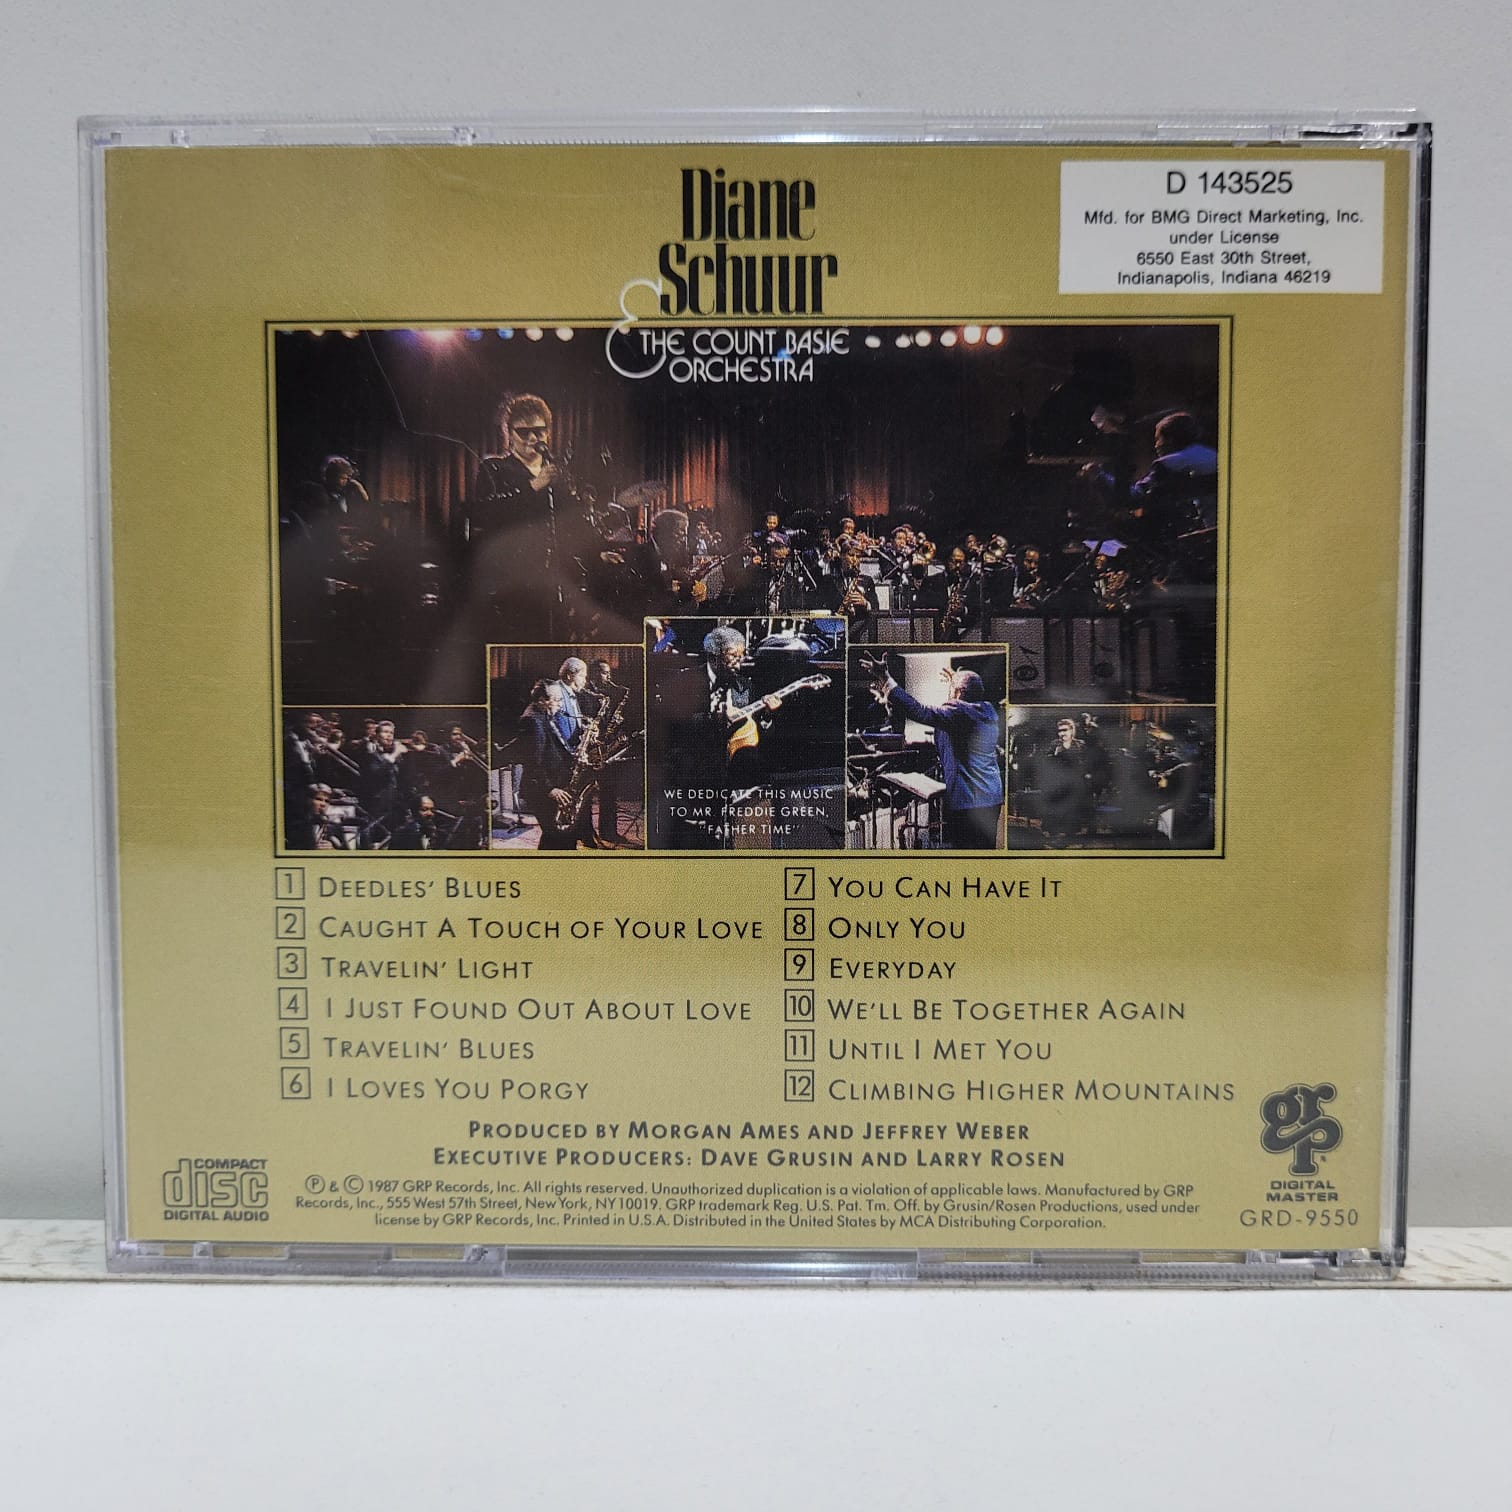 Diane
Schuur
& THE COUNT BASIE
ORCHESTRA
D 143525
Mfd. for BMG Direct Marketing, Inc.
under License
6550 East 30th Street,
Indianapolis, Indiana 46219
WE DEDICATE THIS MUSIC
TO MR. FREDDIE GREEN,
"FATHER TIME"
1 DEEDLES' BLUES
2 CAUGHT A TOUCH OF YOUR LOVE
3 TRAVELIN' LIGHT
4 I JUST FOUND OUT ABOUT LOVE
5 TRAVELIN' BLUES
6 I LOVES YOU PORGY
7 YOU CAN HAVE IT
8 ONLY YOU
9 EVERYDAY
10 WE'LL BE TOGETHER AGAIN
11 UNTIL I MET YOU
12 CLIMBING HIGHER MOUNTAINS
PRODUCED BY MORGAN AMES AND JEFFREY WEBER
EXECUTIVE PRODUCERS: DAVE GRUSIN AND LARRY ROSEN
COMPACT
disc
DIGITAL AUDIO
℗ & © 1987 GRP Records, Inc. All rights reserved. Unauthorized duplication is a violation of applicable laws. Manufactured by GRP
Records, Inc., 555 West 57th Street, New York, NY 10019. GRP trademark Reg. U.S. Pat. Tm. Off. by Grusin/Rosen Productions, used under
license by GRP Records, Inc. Printed in U.S.A. Distributed in the United States by MCA Distributing Corporation.
grp
DIGITAL
MASTER
GRD-9550